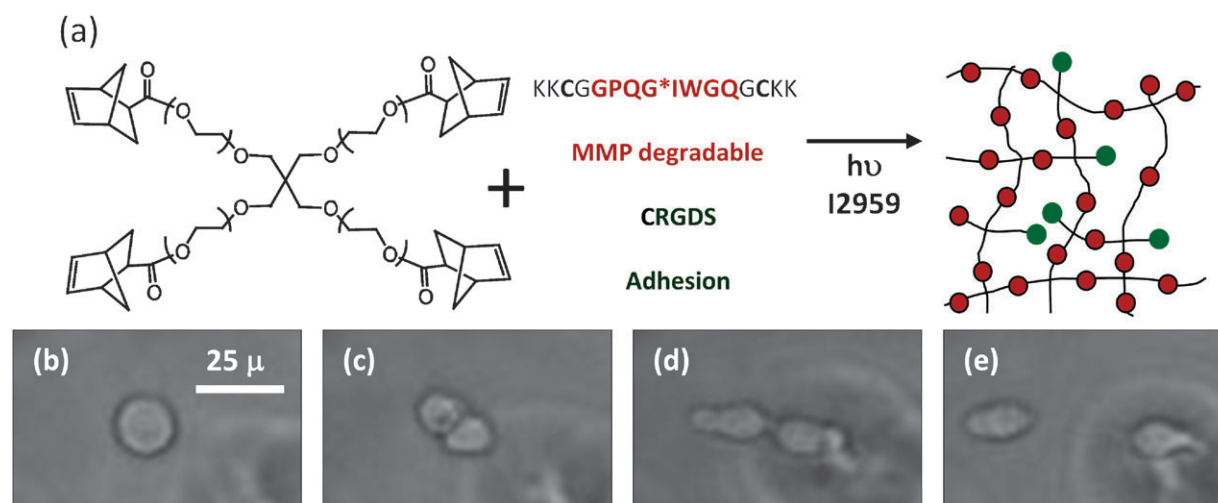 (a)
O
O
O
O
O
O
O
O
O
O
O
O
+
KKCGGPQG*IWGQGCKK
MMP degradable
CRGDS
Adhesion
hυ
I2959
(b)
25 μ
(c)
(d)
(e)